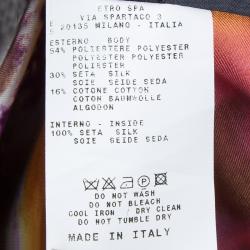 ETRO SPA
VIA SPARTACO 3
20135 MILANO - ITALIA
ESTERNO BODY
54% POLIESTERE POLYESTER
POLYESTER POLYESTER
POLIESTER
30% SETA SILK
SOIE SEIDE SEDA
16% COTONE COTTON
COTON BAUMWOLLE
ALGODON
INTERNO - INSIDE
100% SETA SILK
SOIE SEIDE SEDA
DO NOT WASH
DO NOT BLEACH
COOL IRON / DRY CLEAN
DO NOT TUMBLE DRY
MADE IN ITALY